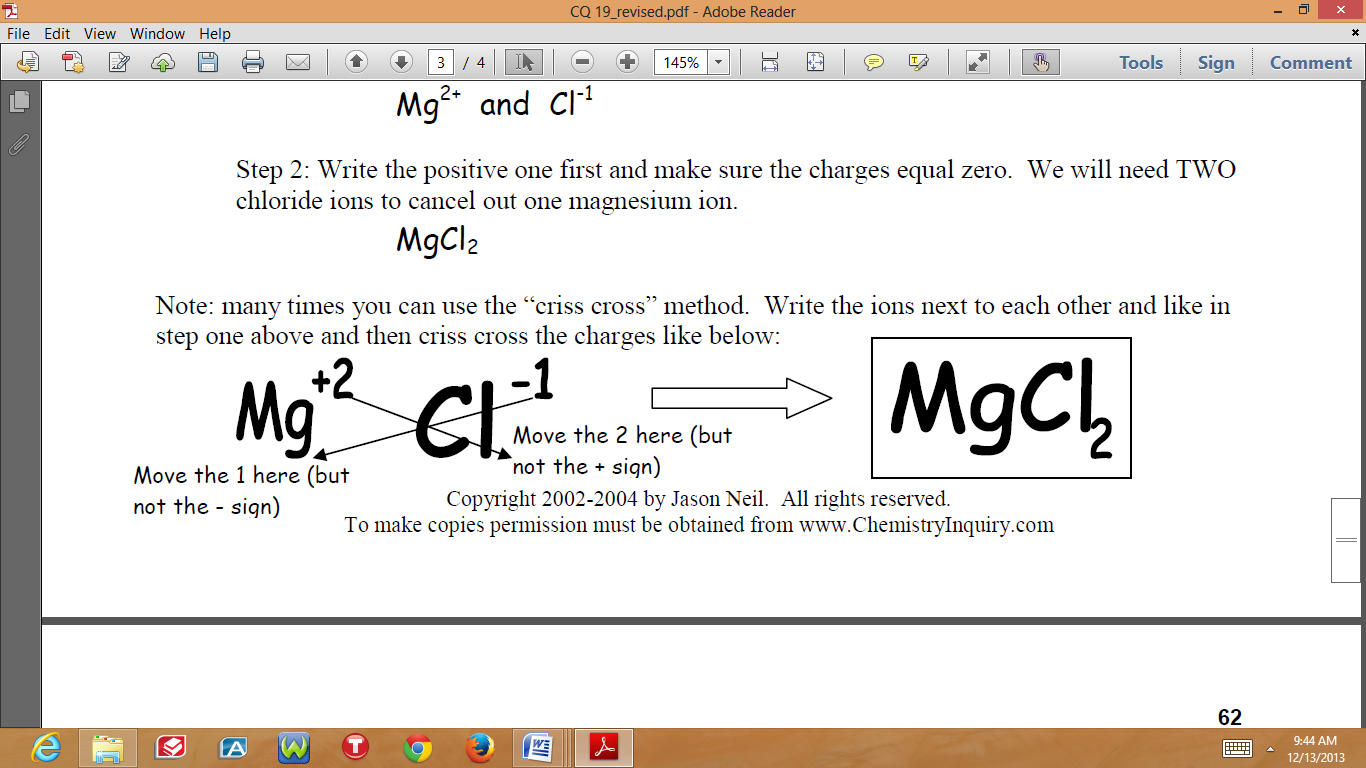 CQ 19_revised.pdf - Adobe Reader
File Edit View Window Help
3 / 4 145% Tools Sign Comment
Mg2+ and Cl-1
Step 2: Write the positive one first and make sure the charges equal zero. We will need TWO
chloride ions to cancel out one magnesium ion.
MgCl2
Note: many times you can use the “criss cross” method. Write the ions next to each other and like in
step one above and then criss cross the charges like below:
Mg+2 Cl-1
MgCl2
Move the 2 here (but
not the + sign)
Move the 1 here (but
not the - sign)
Copyright 2002-2004 by Jason Neil. All rights reserved.
To make copies permission must be obtained from www.ChemistryInquiry.com
62
9:44 AM
12/13/2013